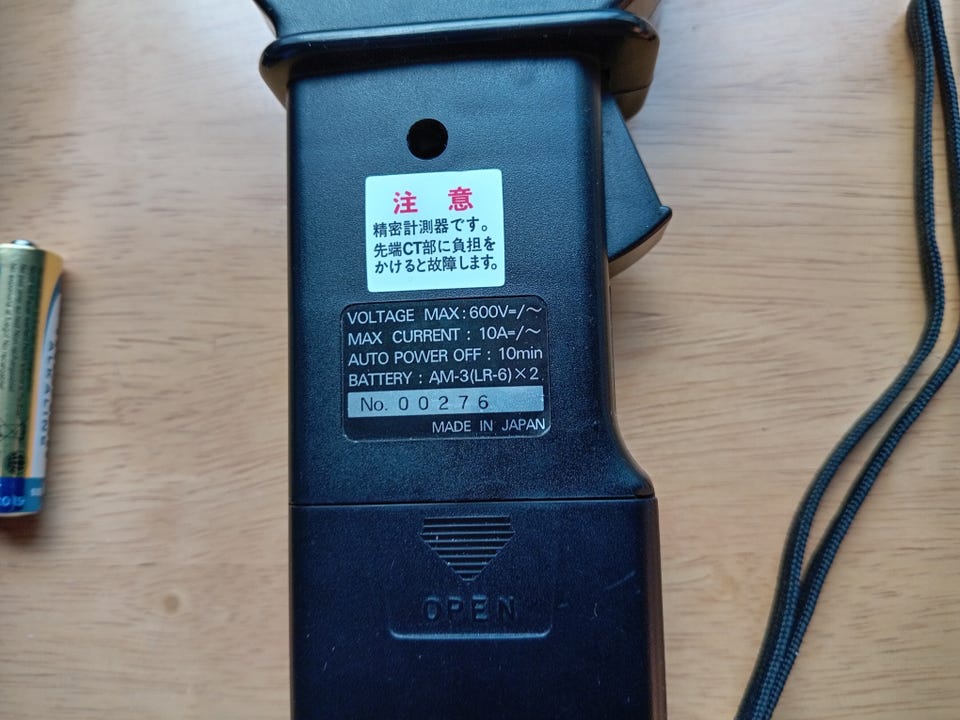 注 意
精密計測器です。
先端CT部に負担を
かけると故障します。
VOLTAGE MAX:600V=/~
MAX CURRENT : 10A=/~
AUTO POWER OFF : 10min
BATTERY : AM-3(LR-6)×2
No. 00276
MADE IN JAPAN
OPEN
ALKALINE